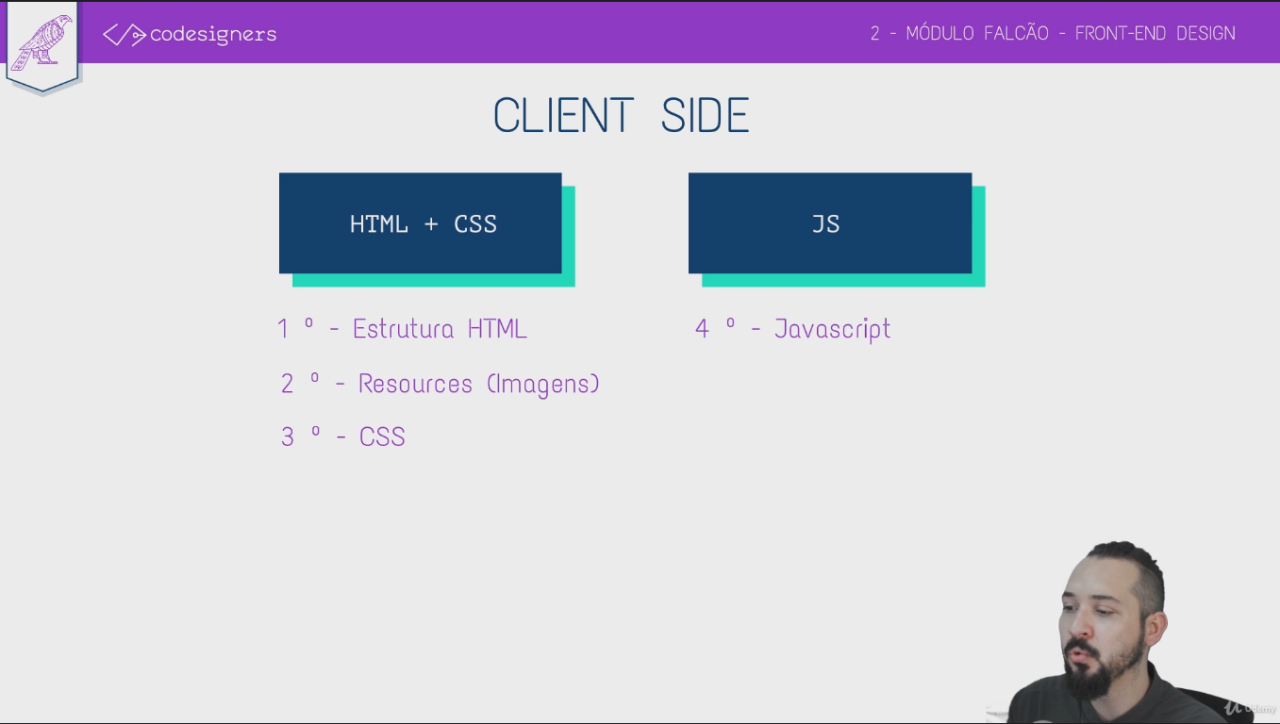 codesigners
2 - MÓDULO FALCÃO - FRONT-END DESIGN
CLIENT SIDE
HTML + CSS
JS
1 º - Estrutura HTML
2 º - Resources (Imagens)
3 º - CSS
4 º - Javascript
Udemy